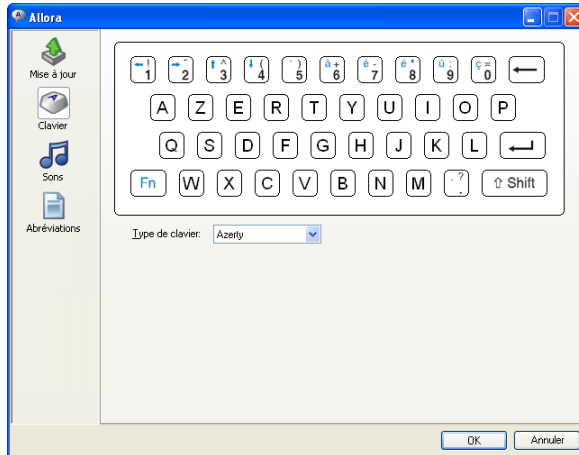 Allora
Mise à jour
Clavier
Sons
Abréviations
← ! 1 → - 2 ↑ ^ 3 ↓ ( 4 ' ) 5 à + 6 é - 7 è * 8 ù : 9 ç = 0 ←
A Z E R T Y U I O P
Q S D F G H J K L ↵
Fn W X C V B N M , ? . ⇧ Shift
Type de clavier: Azerty
OK Annuler